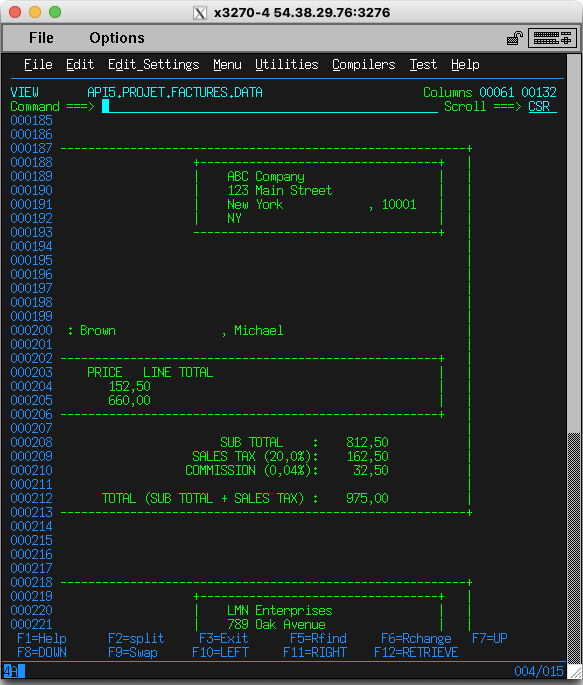 x3270-4 54.38.29.76:3276
File Options
File Edit Edit_Settings Menu Utilities Compilers Test Help
VIEW API5.PROJET.FACTURES.DATA Columns 00061 00132
Command ===> Scroll ===> CSR
000185
000186
000187 -----------------------------------------------------------+
000188 +-----------------------------------+ |
000189 | ABC Company | |
000190 | 123 Main Street | |
000191 | New York , 10001 | |
000192 | NY | |
000193 ------------------------------------+ |
000194 |
000195 |
000196 |
000197 |
000198 |
000199 |
000200 : Brown , Michael |
000201 |
000202 -------------------------------------------------------+ |
000203 PRICE LINE TOTAL | |
000204 152,50 | |
000205 660,00 | |
000206 -------------------------------------------------------+ |
000207 |
000208 SUB TOTAL : 812,50 |
000209 SALES TAX (20,0%): 162,50 |
000210 COMMISSION (0,04%): 32,50 |
000211 |
000212 TOTAL (SUB TOTAL + SALES TAX) : 975,00 |
000213 -----------------------------------------------------------+
000214
000215
000216
000217
000218 -----------------------------------------------------------+
000219 +-----------------------------------+ |
000220 | LMN Enterprises | |
000221 | 789 Oak Avenue | |
F1=Help F2=split F3=Exit F5=Rfind F6=Rchange F7=UP
F8=DOWN F9=Swap F10=LEFT F11=RIGHT F12=RETRIEVE
4A 004/015